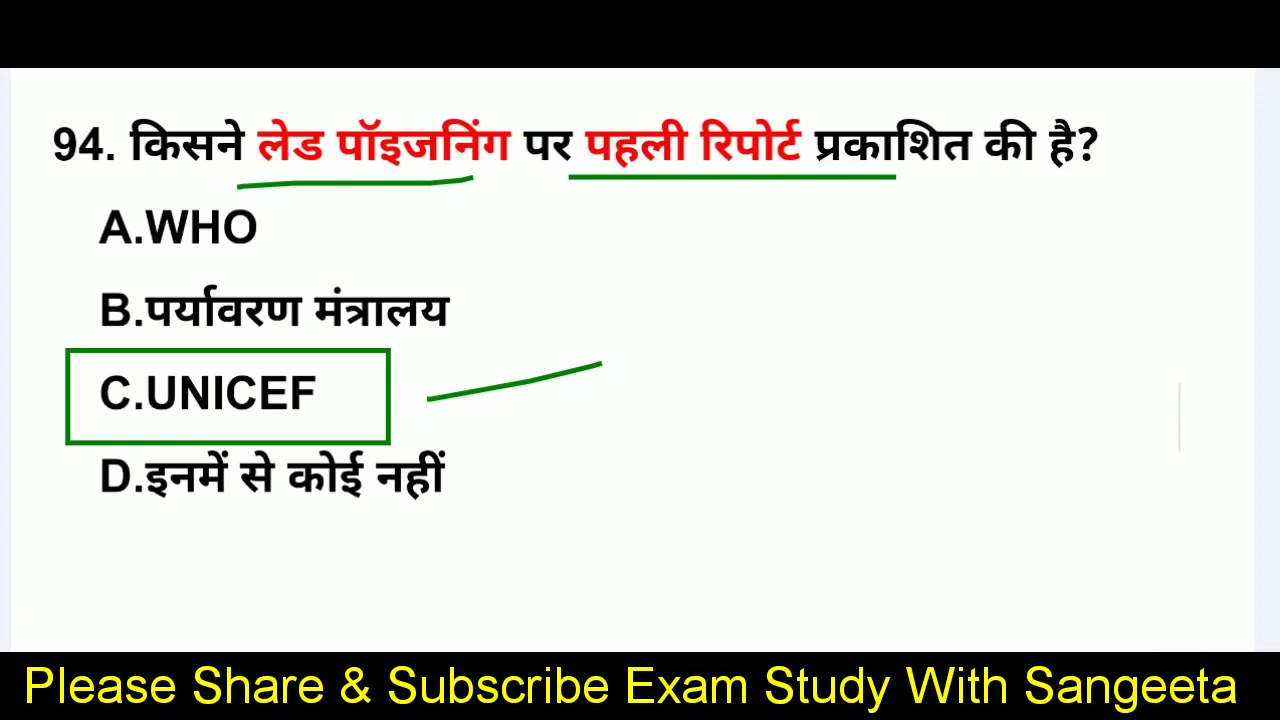 94. किसने लेड पॉइजनिंग पर पहली रिपोर्ट प्रकाशित की है?
A.WHO
B.पर्यावरण मंत्रालय
C.UNICEF
D.इनमें से कोई नहीं
Please Share & Subscribe Exam Study With Sangeeta